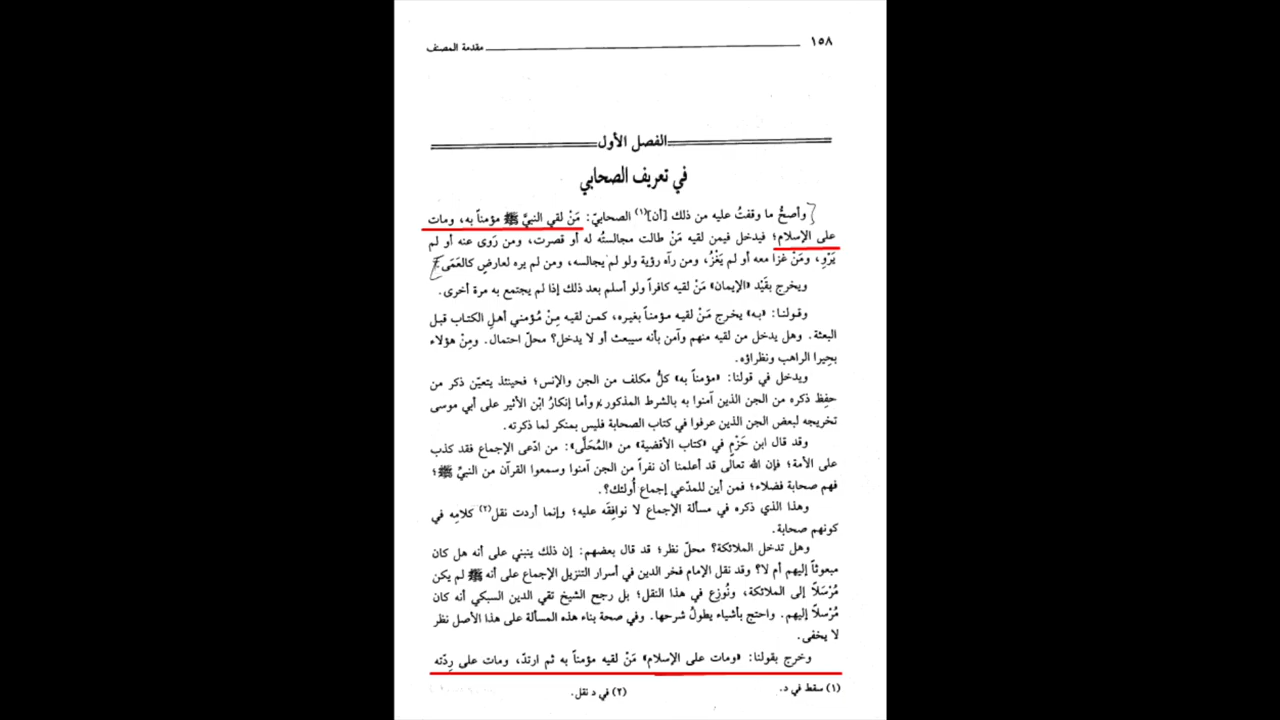 ١٥٨ مقدمة المصنف
الفصل الأول
في تعريف الصحابي
وأصحُّ ما وقفتُ عليه من ذلك [أن](١) الصحابيّ: مَنْ لقي النبيَّ ﷺ مؤمناً به، ومات
على الإسلام؛ فيدخل فيمن لقيه مَنْ طالت مجالستُه له أو قصرت، ومن رَوى عنه أو لم
يَرْوِ، ومَنْ غزا معه أو لم يَغْزُ، ومن رآه رؤية ولو لم يجالسه، ومن لم يره لعارضٍ كالعَمَى.
ويخرج بقَيْد «الإيمان» مَنْ لقيه كافراً ولو أسلم بعد ذلك إذا لم يجتمع به مرة أخرى.
وقولنا: «به» يخرج مَنْ لقيه مؤمناً بغيره، كمن لقيه مِنْ مُؤمني أهلِ الكتاب قبل
البعثة. وهل يدخل من لقيه منهم وآمن بأنه سيبعث أو لا يدخل؟ محلّ احتمال. ومِنْ هؤلاء
بحِيرا الراهب ونظراؤه.
ويدخل في قولنا: «مؤمناً به» كلُّ مكلف من الجن والإنس؛ فحينئذ يتعيّن ذكر من
حفِظ ذكره من الجن الذين آمنوا به بالشرط المذكور، وأما إنكارُ ابْن الأثير على أبي موسى
تخريجه لبعض الجن الذين عرفوا في كتاب الصحابة فليس بمنكر لما ذكرته.
وقد قال ابن حَزْمٍ في «كتاب الأقضية» من «المُحَلَّى»: من ادّعى الإجماع فقد كذب
على الأمة؛ فإن الله تعالى قد أعلمنا أن نفراً من الجن آمنوا وسمعوا القرآن من النبيّ ﷺ؛
فهم صحابة فضلاء؛ فمن أين للمدّعي إجماع أُولئك؟.
وهذا الذي ذكره في مسألة الإجماع لا نوافِقَه عليه؛ وإنما أردت نقل(٢) كلامِه في
كونهم صحابة.
وهل تدخل الملائكة؟ محلّ نظر؛ قد قال بعضهم: إن ذلك ينبني على أنه هل كان
مبعوثاً إليهم أم لا؟ وقد نقل الإمام فخر الدين في أسرار التنزيل الإجماع على أنه ﷺ لم يكن
مُرْسَلًا إلى الملائكة، ونُوزِع في هذا النقل؛ بل رجح الشيخ تقي الدين السبكي أنه كان
مُرْسلًا إليهم. واحتج بأشياء يطولُ شرحها. وفي صحة بناء هذه المسألة على هذا الأصل نظر
لا يخفى.
وخرج بقولنا: «ومات على الإسلام» مَنْ لقيه مؤمناً به ثم ارتدّ، ومات على رِدّته
(١) سقط في د. (٢) في د نقل.